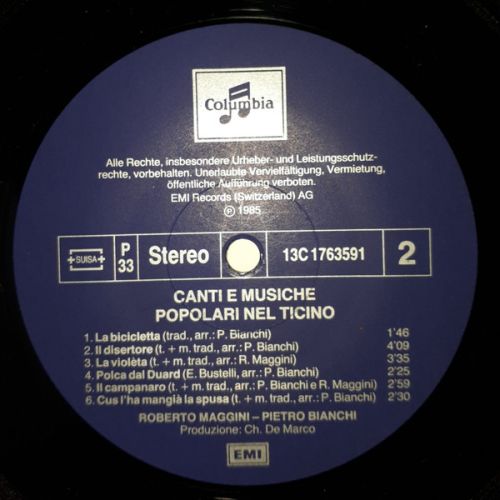 Columbia
Alle Rechte, insbesondere Urheber- und Leistungsschutz-
rechte, vorbehalten. Unerlaubte Vervielfältigung, Vermietung,
öffentliche Aufführung verboten.
EMI Records (Switzerland) AG
℗ 1985
SUISA P 33 Stereo 13C 1763591 2
CANTI E MUSICHE
POPOLARI NEL TICINO
1. La bicicletta (trad., arr.: P. Bianchi) 1'46
2. Il disertore (t. + m. trad., arr.: P. Bianchi) 4'09
3. La violèta (t. + m. trad., arr.: R. Maggini) 3'35
4. Polca dal Duard (E. Bustelli, arr.: P. Bianchi) 2'25
5. Il campanaro (t. + m. trad., arr.: P. Bianchi e R. Maggini) 2'59
6. Cus l'ha mangià la spusa (t. + m. trad., arr.: P. Bianchi) 2'30
ROBERTO MAGGINI – PIETRO BIANCHI
Produzione: Ch. De Marco
EMI